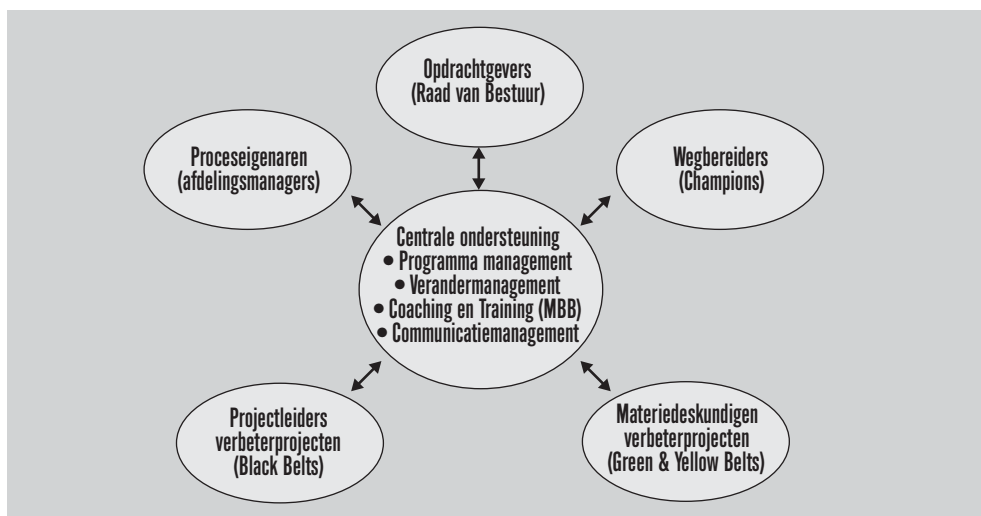 Opdrachtgevers
(Raad van Bestuur)
Proceseigenaren
(afdelingsmanagers)
Wegbereiders
(Champions)
Centrale ondersteuning
• Programma management
• Verandermanagement
• Coaching en Training (MBB)
• Communicatiemanagement
Projectleiders
verbeterprojecten
(Black Belts)
Materiedeskundigen
verbeterprojecten
(Green & Yellow Belts)